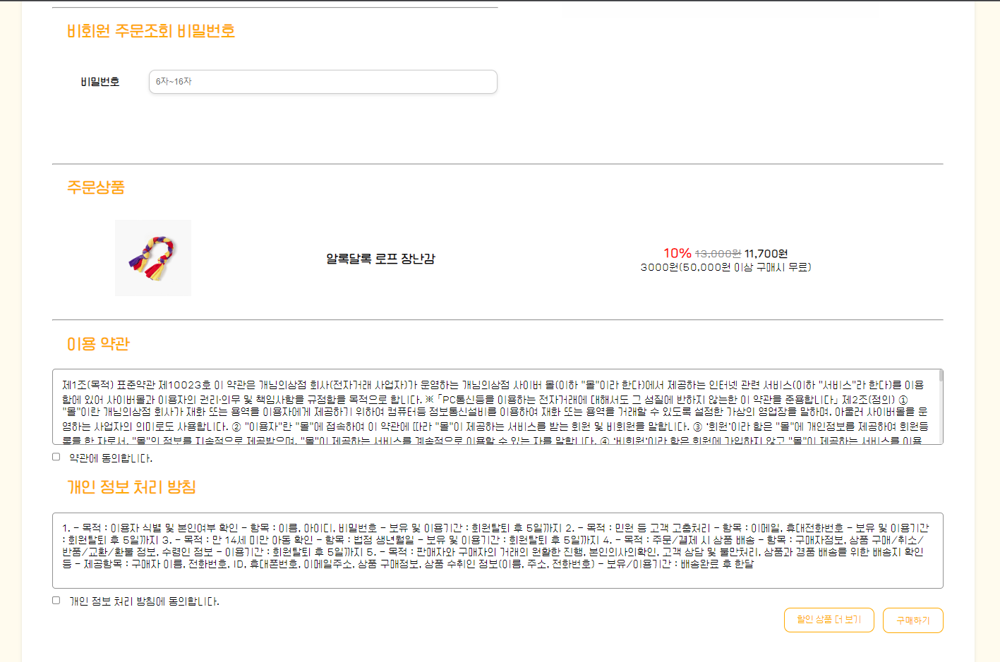 비회원 주문조회 비밀번호
비밀번호
6자~16자
주문상품
알록달록 로프 장난감
10% 13,000원 11,700원
3000원(50,000원 이상 구매시 무료)
이용 약관
제1조(목적) 표준약관 제10023호 이 약관은 개님의상점 회사(전자거래 사업자)가 운영하는 개님의상점 사이버 몰(이하 "몰"이라 한다)에서 제공하는 인터넷 관련 서비스(이하 "서비스"라 한다)를 이용
함에 있어 사이버몰과 이용자의 권리·의무 및 책임사항을 규정함을 목적으로 합니다. ※「PC통신등을 이용하는 전자거래에 대해서도 그 성질에 반하지 않는한 이 약관을 준용합니다」 제2조(정의) ①
"몰"이란 개님의상점 회사가 재화 또는 용역을 이용자에게 제공하기 위하여 컴퓨터등 정보통신설비를 이용하여 재화 또는 용역을 거래할 수 있도록 설정한 가상의 영업장을 말하며, 아울러 사이버몰을 운
영하는 사업자의 의미로도 사용합니다. ② "이용자"란 "몰"에 접속하여 이 약관에 따라 "몰"이 제공하는 서비스를 받는 회원 및 비회원을 말합니다. ③ ‘회원’이라 함은 "몰"에 개인정보를 제공하여 회원등
록을 한 자로서, "몰"의 정보를 지속적으로 제공받으며, "몰"이 제공하는 서비스를 계속적으로 이용할 수 있는 자를 말합니다. ④ ‘비회원’이라 함은 회원에 가입하지 않고 "몰"이 제공하는 서비스를 이용
약관에 동의합니다.
개인 정보 처리 방침
1. - 목적 : 이용자 식별 및 본인여부 확인 - 항목 : 이름, 아이디, 비밀번호 - 보유 및 이용기간 : 회원탈퇴 후 5일까지 2. - 목적 : 민원 등 고객 고충처리 - 항목 : 이메일, 휴대전화번호 - 보유 및 이용기간
: 회원탈퇴 후 5일까지 3. - 목적 : 만 14세 미만 아동 확인 - 항목 : 법정 생년월일 - 보유 및 이용기간 : 회원탈퇴 후 5일까지 4. - 목적 : 주문/결제 시 상품 배송 - 항목 : 구매자정보, 상품 구매/취소/
반품/교환/환불 정보, 수령인 정보 - 이용기간 : 회원탈퇴 후 5일까지 5. - 목적 : 판매자와 구매자의 거래의 원활한 진행, 본인의사의확인, 고객 상담 및 불만처리, 상품과 경품 배송을 위한 배송지 확인
등 - 제공항목 : 구매자 이름, 전화번호, ID, 휴대폰번호, 이메일주소, 상품 구매정보, 상품 수취인 정보(이름, 주소, 전화번호) - 보유/이용기간 : 배송완료 후 한달
개인 정보 처리 방침에 동의합니다.
할인 상품 더 보기
구매하기